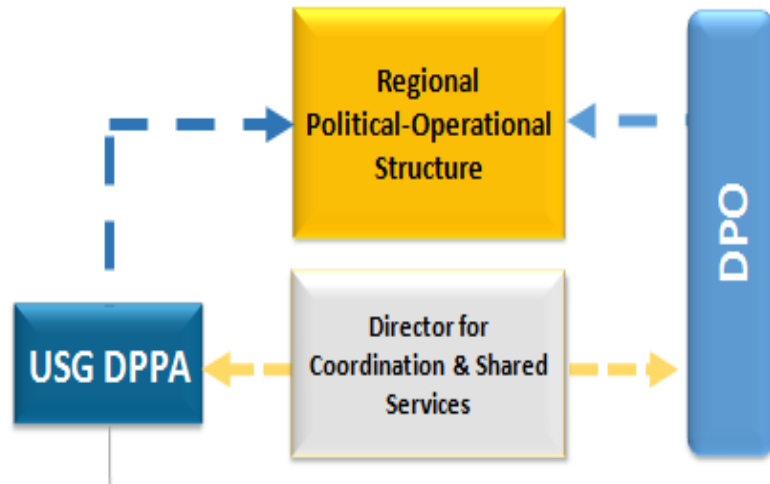 Regional
Political-Operational
Structure
DPO
USG DPPA
Director for
Coordination & Shared
Services